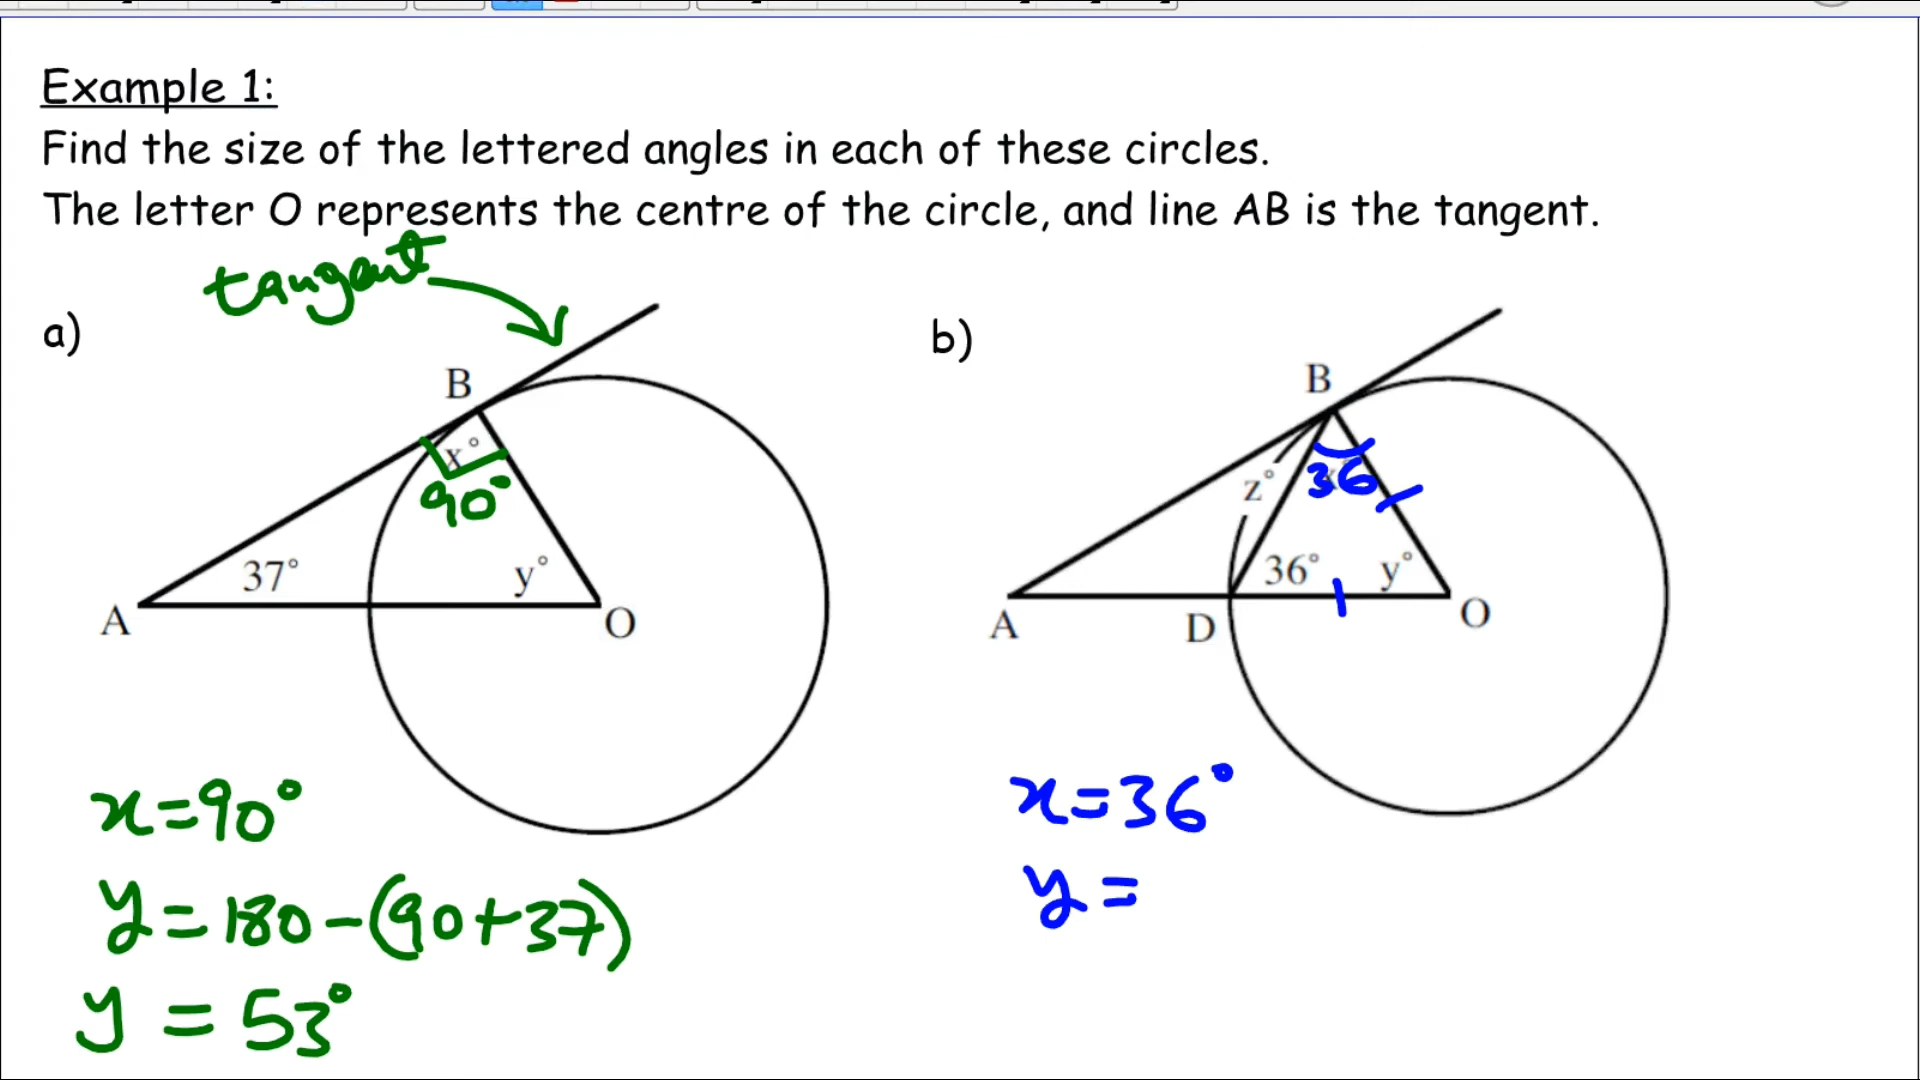 Example 1:
Find the size of the lettered angles in each of these circles.
The letter O represents the centre of the circle, and line AB is the tangent.
tangent
a)
B
x°
90°
37°
y°
A
O
x=90°
y=180-(90+37)
y = 53°
b)
B
z°
36
36°
y°
A
D
O
x=36°
y=